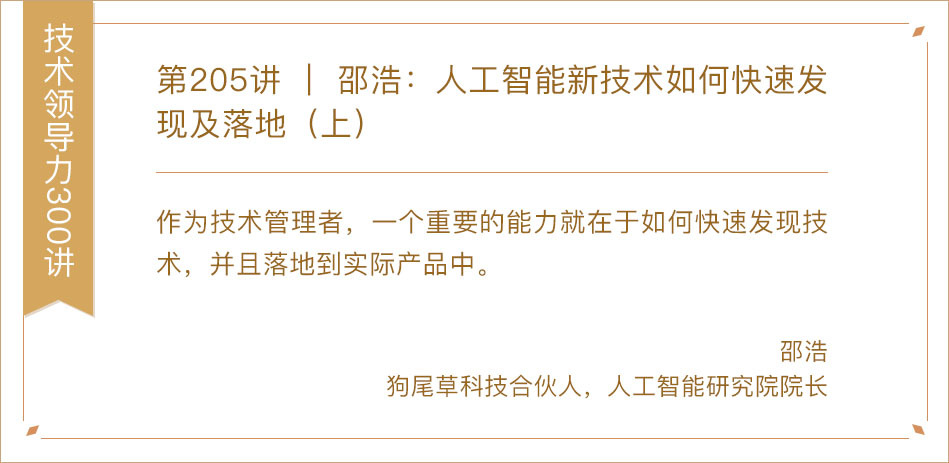 技术领导力300讲
第205讲 ｜ 邵浩：人工智能新技术如何快速发
现及落地（上）
作为技术管理者，一个重要的能力就在于如何快速发现技
术，并且落地到实际产品中。
邵浩
狗尾草科技合伙人，人工智能研究院院长